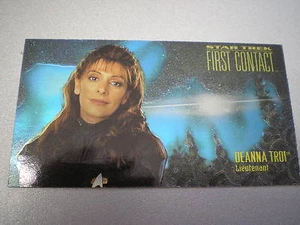 STAR TREK
FIRST CONTACT
DEANNA TROI
Lieutenant